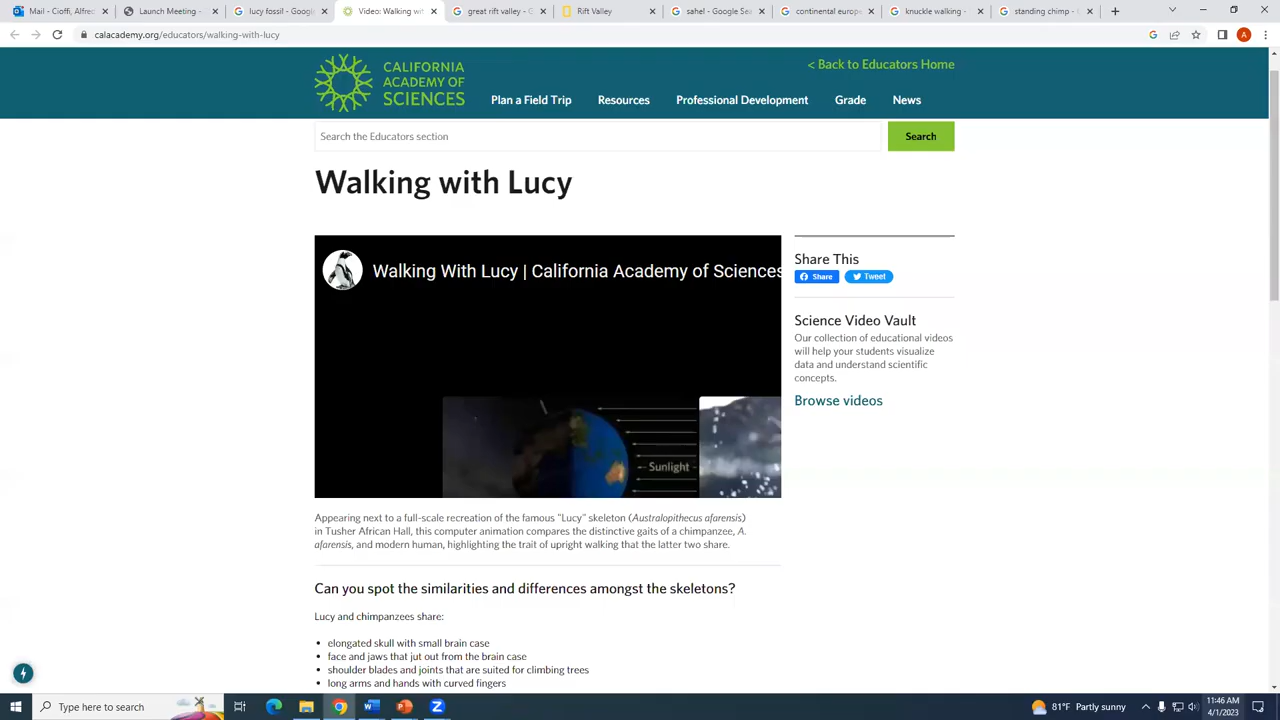 Mail - Cioffi, Alfredo
Launch Meeting -
lucy fossil - Google
Video: Walking with
great rift valley - G
Rift Valley
sahel - Google Sea
continental europe
knuckle walking -
standing chimp -
calacademy.org/educators/walking-with-lucy
A
CALIFORNIA
ACADEMY OF
SCIENCES
< Back to Educators Home
Plan a Field Trip
Resources
Professional Development
Grade
News
Search the Educators section
Search
Walking with Lucy
Walking With Lucy | California Academy of Sciences
Sunlight
Share This
Share
Tweet
Science Video Vault
Our collection of educational videos
will help your students visualize
data and understand scientific
concepts.
Browse videos
Appearing next to a full-scale recreation of the famous "Lucy" skeleton (Australopithecus afarensis)
in Tusher African Hall, this computer animation compares the distinctive gaits of a chimpanzee, A.
afarensis, and modern human, highlighting the trait of upright walking that the latter two share.
Can you spot the similarities and differences amongst the skeletons?
Lucy and chimpanzees share:
• elongated skull with small brain case
• face and jaws that jut out from the brain case
• shoulder blades and joints that are suited for climbing trees
• long arms and hands with curved fingers
Type here to search
81°F Partly sunny
11:46 AM
4/1/2023